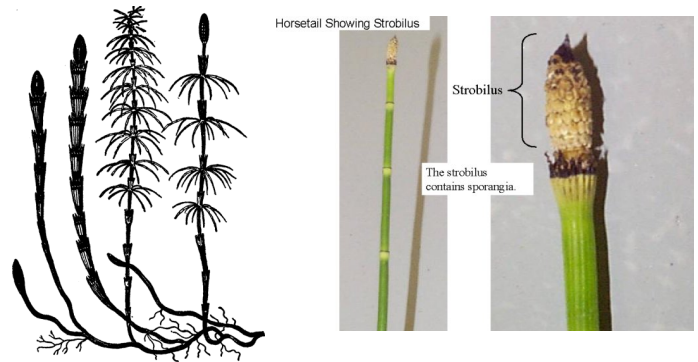 Horsetail Showing Strobilus
Strobilus
The strobilus
contains sporangia.